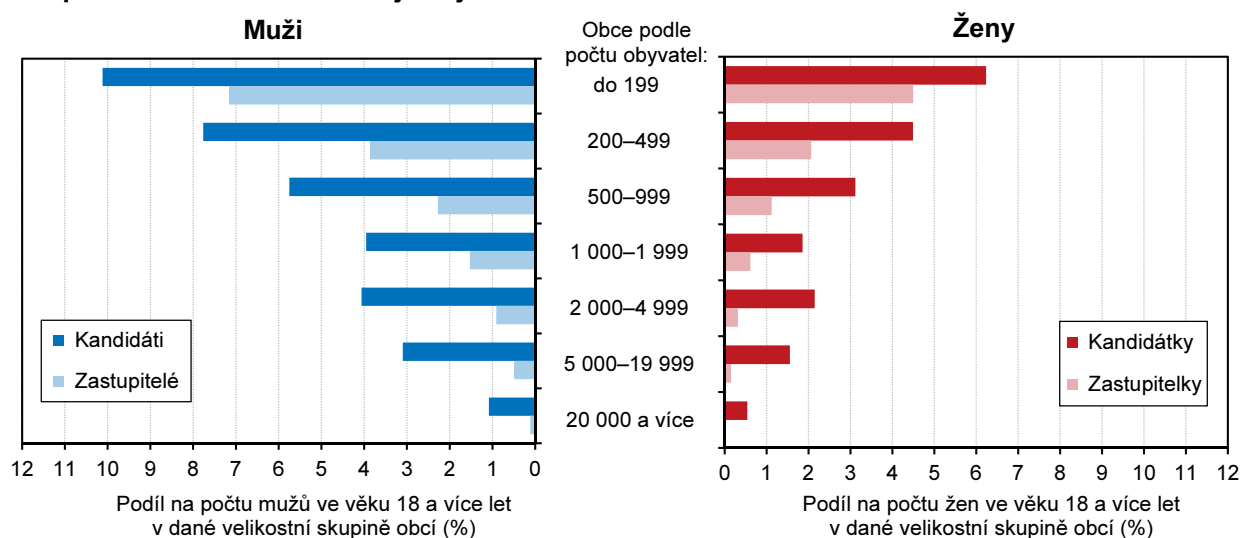 Muži
Obce podle
počtu obyvatel:
Ženy
do 199
200–499
500–999
1 000–1 999
2 000–4 999
5 000–19 999
20 000 a více
Kandidáti
Zastupitelé
Kandidátky
Zastupitelky
12 11 10 9 8 7 6 5 4 3 2 1 0
0 1 2 3 4 5 6 7 8 9 10 11 12
Podíl na počtu mužů ve věku 18 a více let
v dané velikostní skupině obcí (%)
Podíl na počtu žen ve věku 18 a více let
v dané velikostní skupině obcí (%)